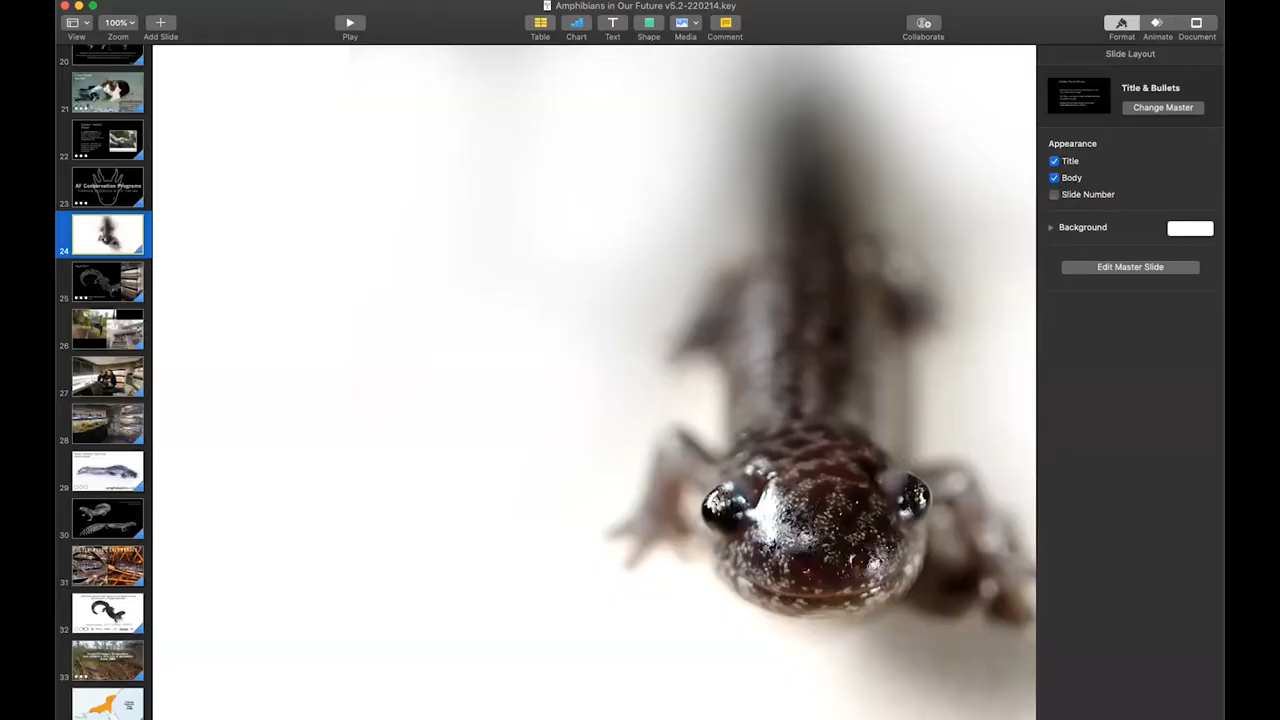 Amphibians in Our Future v5.2-220214.key
100%
View
Zoom
Add Slide
Play
Table
Chart
Text
Shape
Media
Comment
Collaborate
Format
Animate
Document
Slide Layout
Title & Bullets
Change Master
Appearance
Title
Body
Slide Number
Background
Edit Master Slide
20
21
22
AF Conservation Programs
23
24
25
26
27
28
29
30
31
32
33